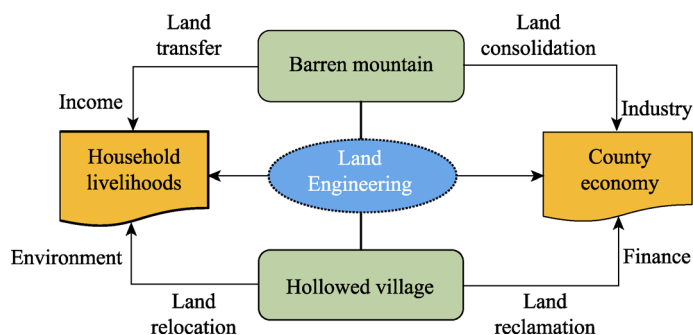 Land
transfer
Land
consolidation
Barren mountain
Income
Industry
Household
livelihoods
Land
Engineering
County
economy
Environment
Finance
Hollowed village
Land
relocation
Land
reclamation